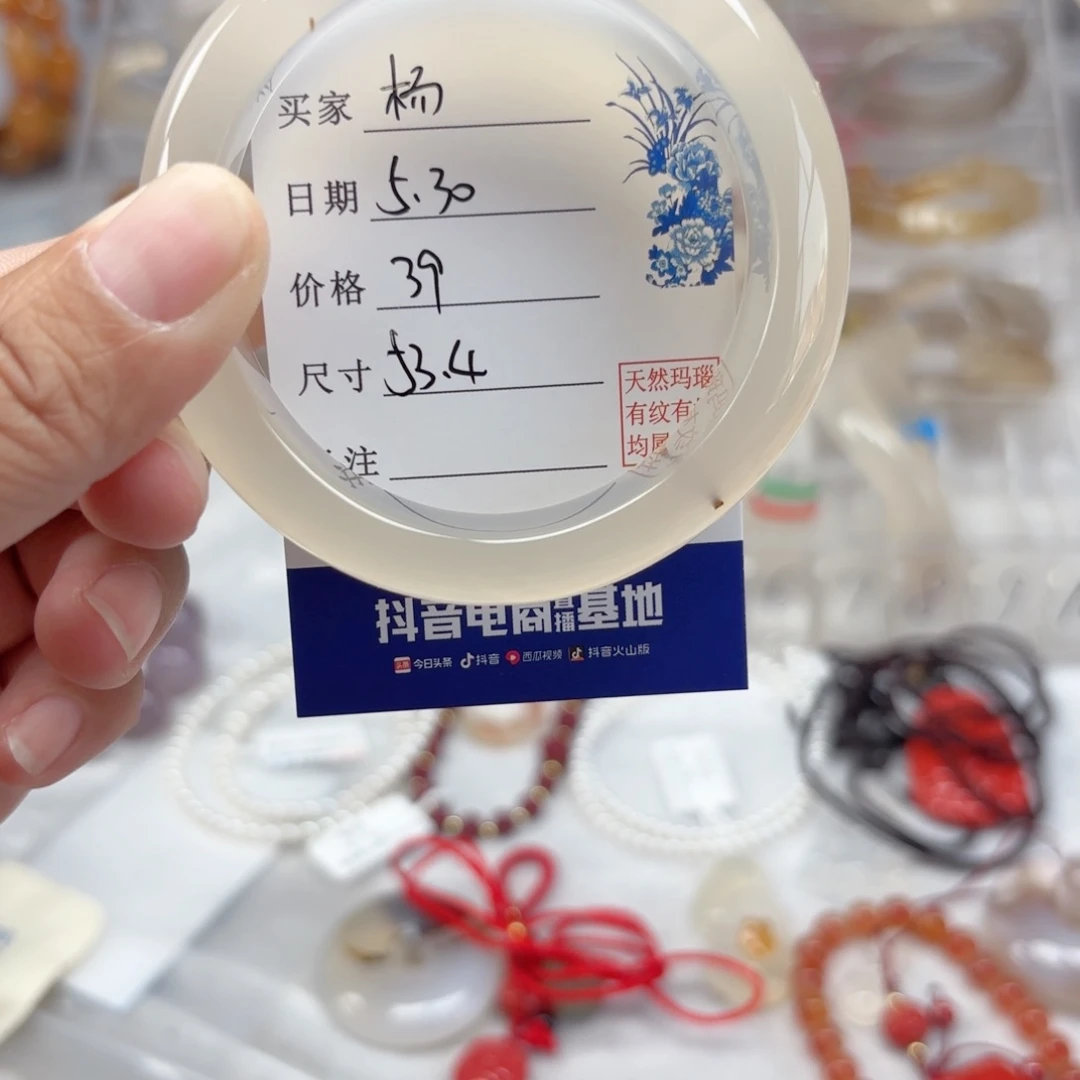 买家 杨
日期 5.30
价格 39
尺寸 53.4
注
天然玛瑙
有纹有
均属
抖音电商直播基地
头条 今日头条 抖音 西瓜视频 抖音火山版